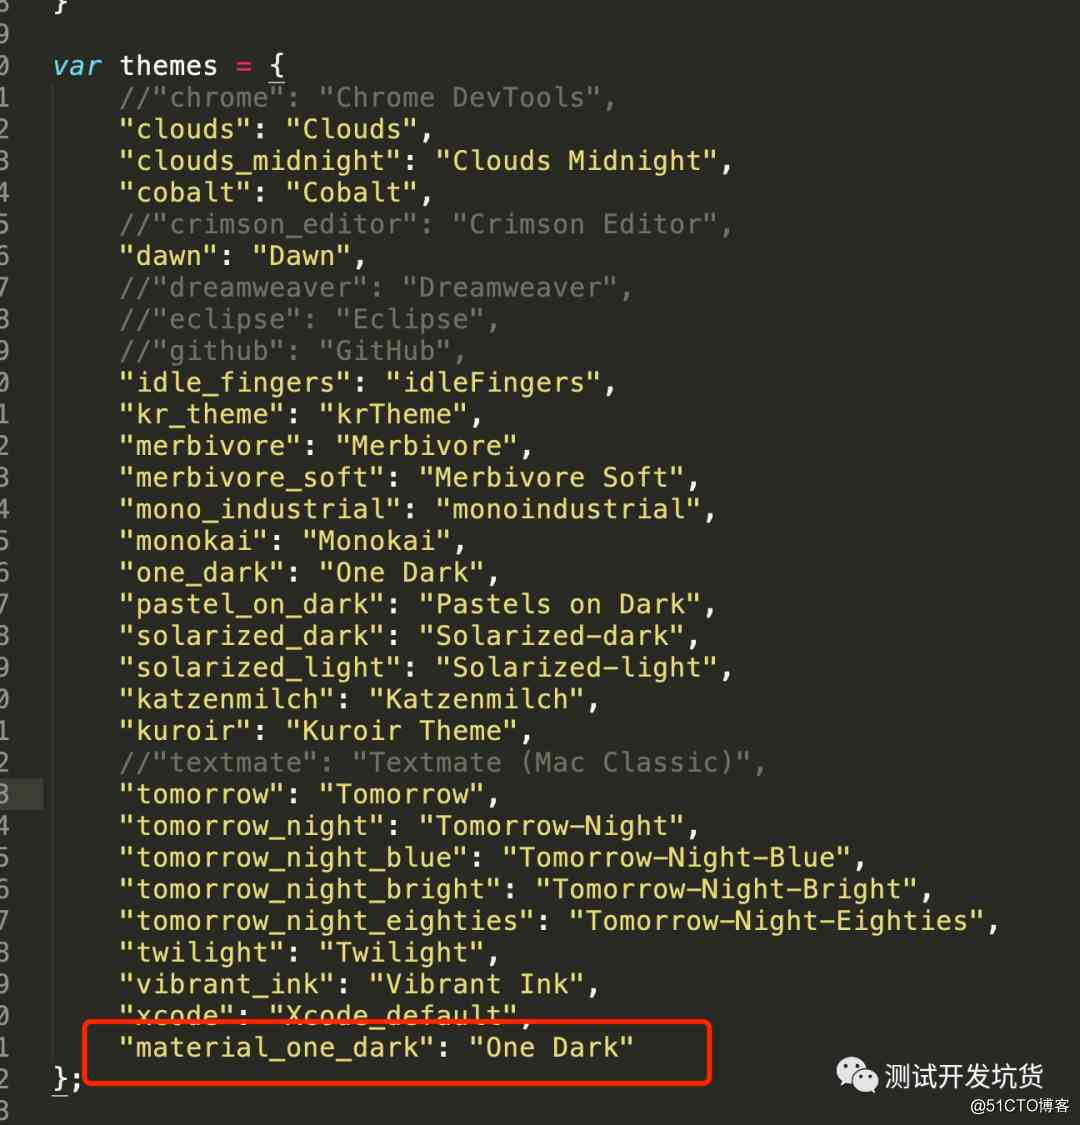 }
var themes = {
//"chrome": "Chrome DevTools",
"clouds": "Clouds",
"clouds_midnight": "Clouds Midnight",
"cobalt": "Cobalt",
//"crimson_editor": "Crimson Editor",
"dawn": "Dawn",
//"dreamweaver": "Dreamweaver",
//"eclipse": "Eclipse",
//"github": "GitHub",
"idle_fingers": "idleFingers",
"kr_theme": "krTheme",
"merbivore": "Merbivore",
"merbivore_soft": "Merbivore Soft",
"mono_industrial": "monoindustrial",
"monokai": "Monokai",
"one_dark": "One Dark",
"pastel_on_dark": "Pastels on Dark",
"solarized_dark": "Solarized-dark",
"solarized_light": "Solarized-light",
"katzenmilch": "Katzenmilch",
"kuroir": "Kuroir Theme",
//"textmate": "Textmate (Mac Classic)",
"tomorrow": "Tomorrow",
"tomorrow_night": "Tomorrow-Night",
"tomorrow_night_blue": "Tomorrow-Night-Blue",
"tomorrow_night_bright": "Tomorrow-Night-Bright",
"tomorrow_night_eighties": "Tomorrow-Night-Eighties",
"twilight": "Twilight",
"vibrant_ink": "Vibrant Ink",
"xcode": "Xcode_default",
"material_one_dark": "One Dark"
};
测试开发坑货
@51CTO博客